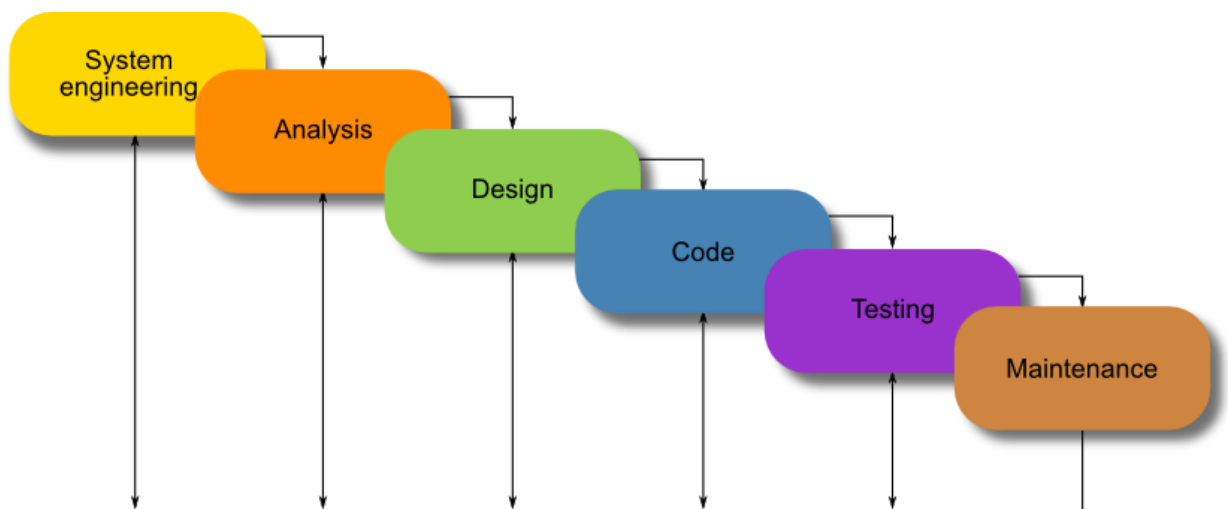 System
engineering
Analysis
Design
Code
Testing
Maintenance